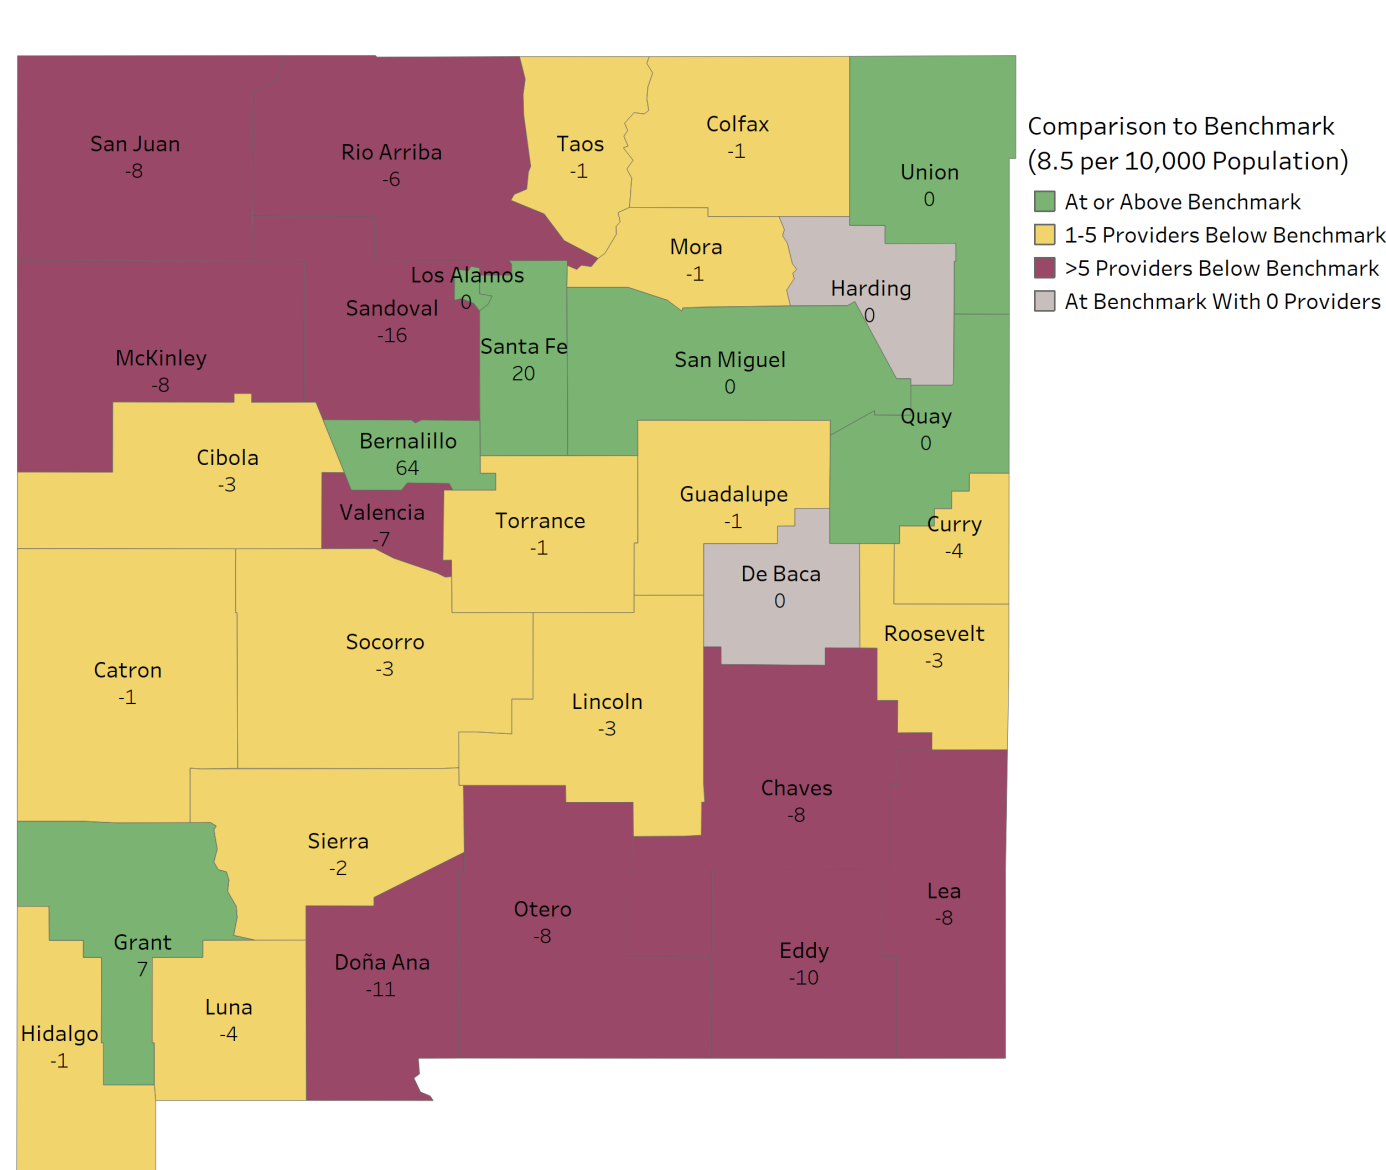 San Juan
-8
Rio Arriba
-6
Taos
-1
Colfax
-1
Union
0
Comparison to Benchmark
(8.5 per 10,000 Population)
At or Above Benchmark
1-5 Providers Below Benchmark
>5 Providers Below Benchmark
At Benchmark With 0 Providers
Mora
-1
Harding
0
Los Alamos
0
Sandoval
-16
McKinley
-8
Santa Fe
20
San Miguel
0
Quay
0
Bernalillo
64
Cibola
-3
Valencia
-7
Torrance
-1
Guadalupe
-1
Curry
-4
De Baca
0
Roosevelt
-3
Socorro
-3
Catron
-1
Lincoln
-3
Chaves
-8
Sierra
-2
Otero
-8
Lea
-8
Grant
7
Doña Ana
-11
Eddy
-10
Luna
-4
Hidalgo
-1